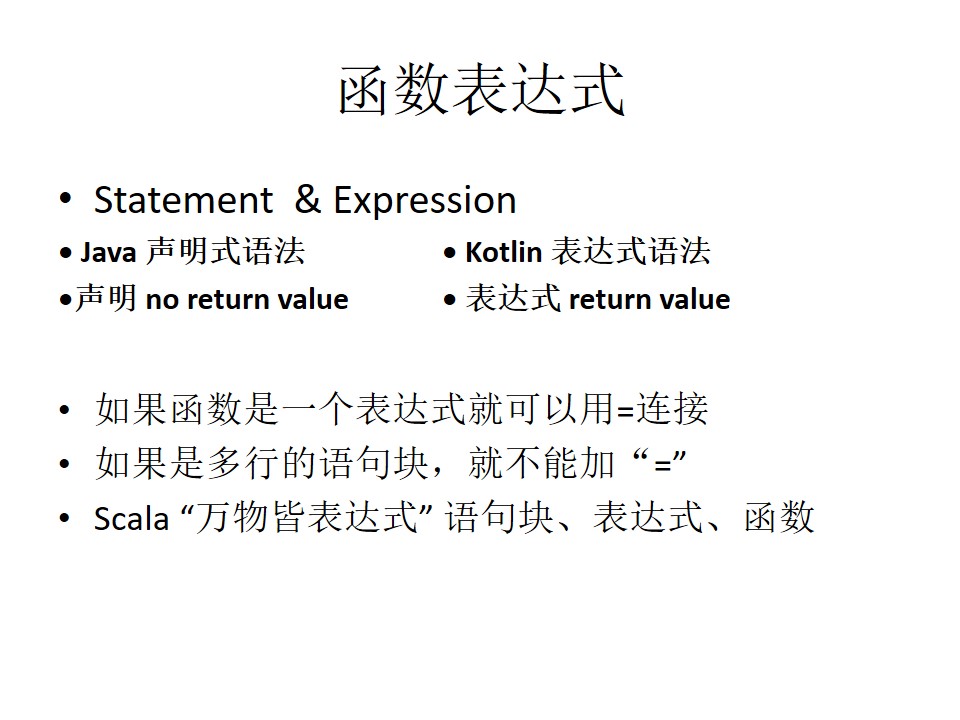 函数表达式
• Statement & Expression
• Java 声明式语法 • Kotlin 表达式语法
•声明 no return value • 表达式 return value
• 如果函数是一个表达式就可以用=连接
• 如果是多行的语句块，就不能加“=”
• Scala “万物皆表达式” 语句块、表达式、函数